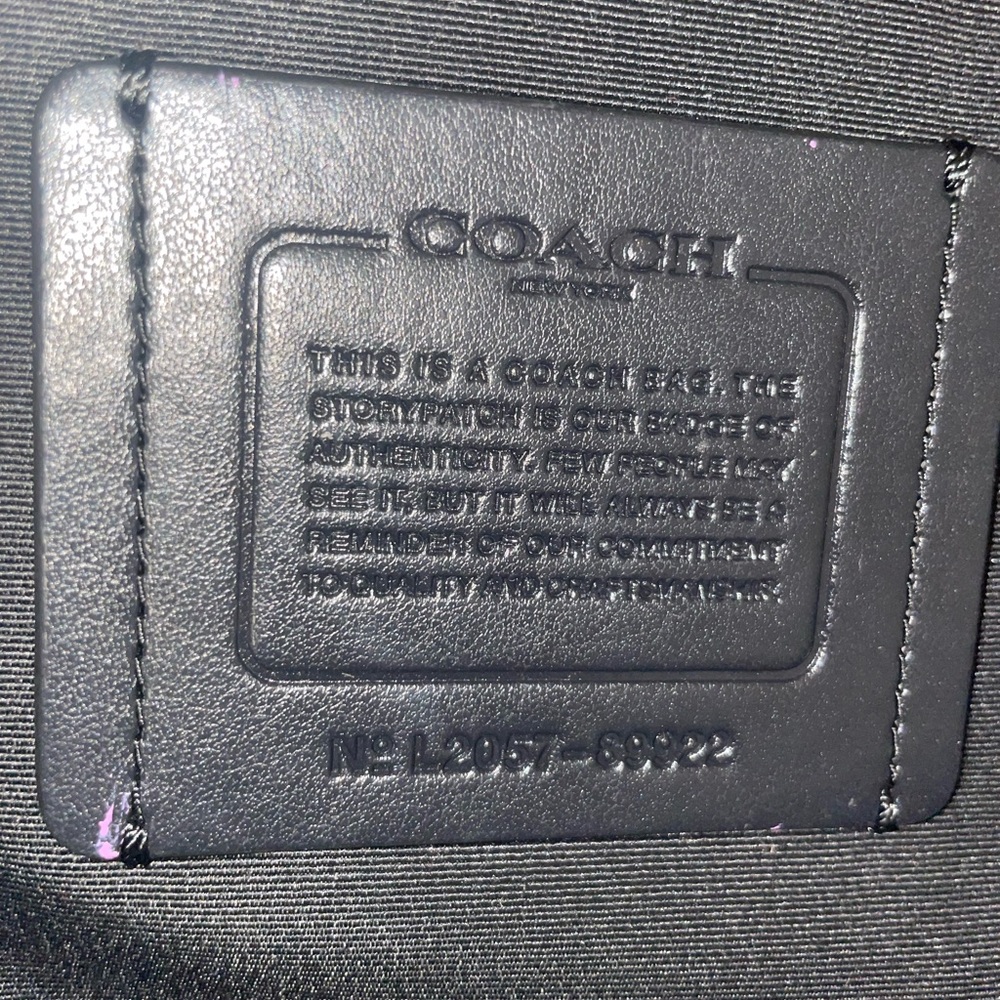 COACH
NEW YORK
THIS IS A COACH BAG. THE
STORYPATCH IS OUR BADGE OF
AUTHENTICITY. FEW PEOPLE MAY
SEE IT, BUT IT WILL ALWAYS BE A
REMINDER OF OUR COMMITMENT
TO QUALITY AND CRAFTSMANSHIP.
Nº L2057-89922